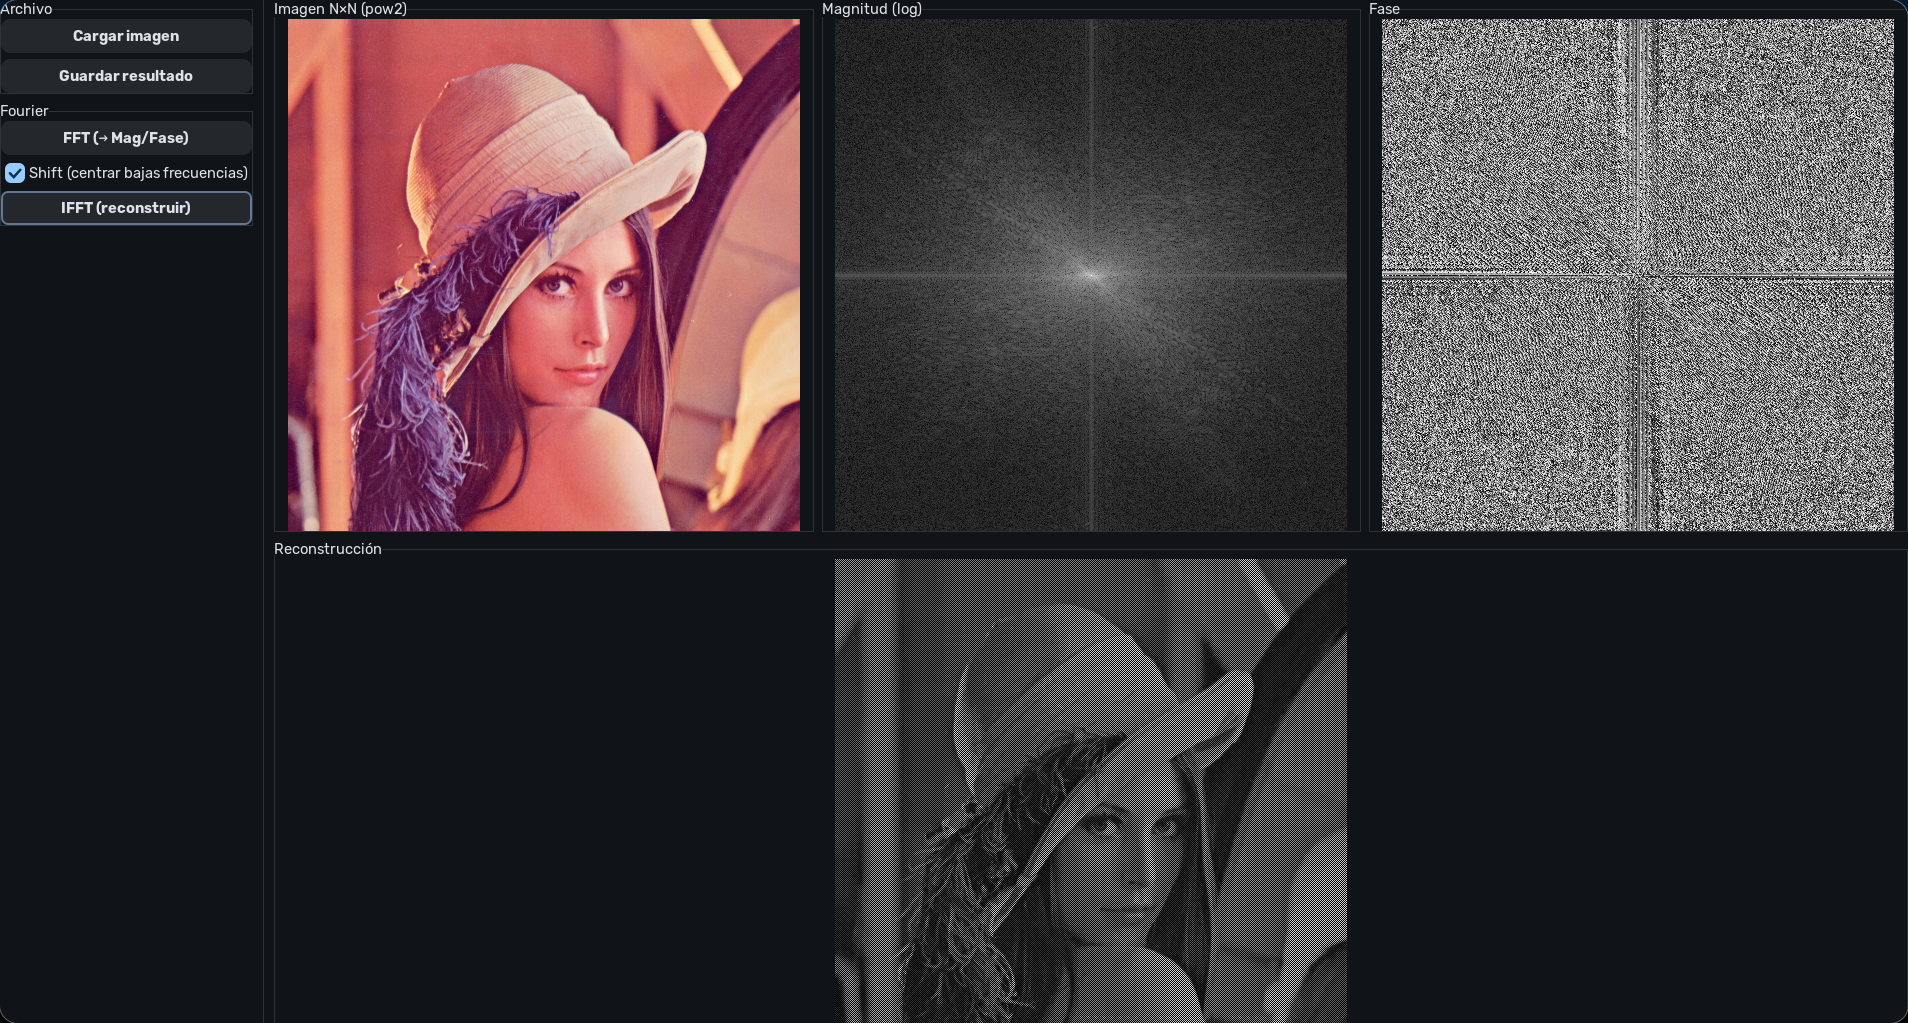 Archivo
Cargar imagen
Guardar resultado
Fourier
FFT (→ Mag/Fase)
Shift (centrar bajas frecuencias)
IFFT (reconstruir)
Imagen N×N (pow2)
Magnitud (log)
Fase
Reconstrucción